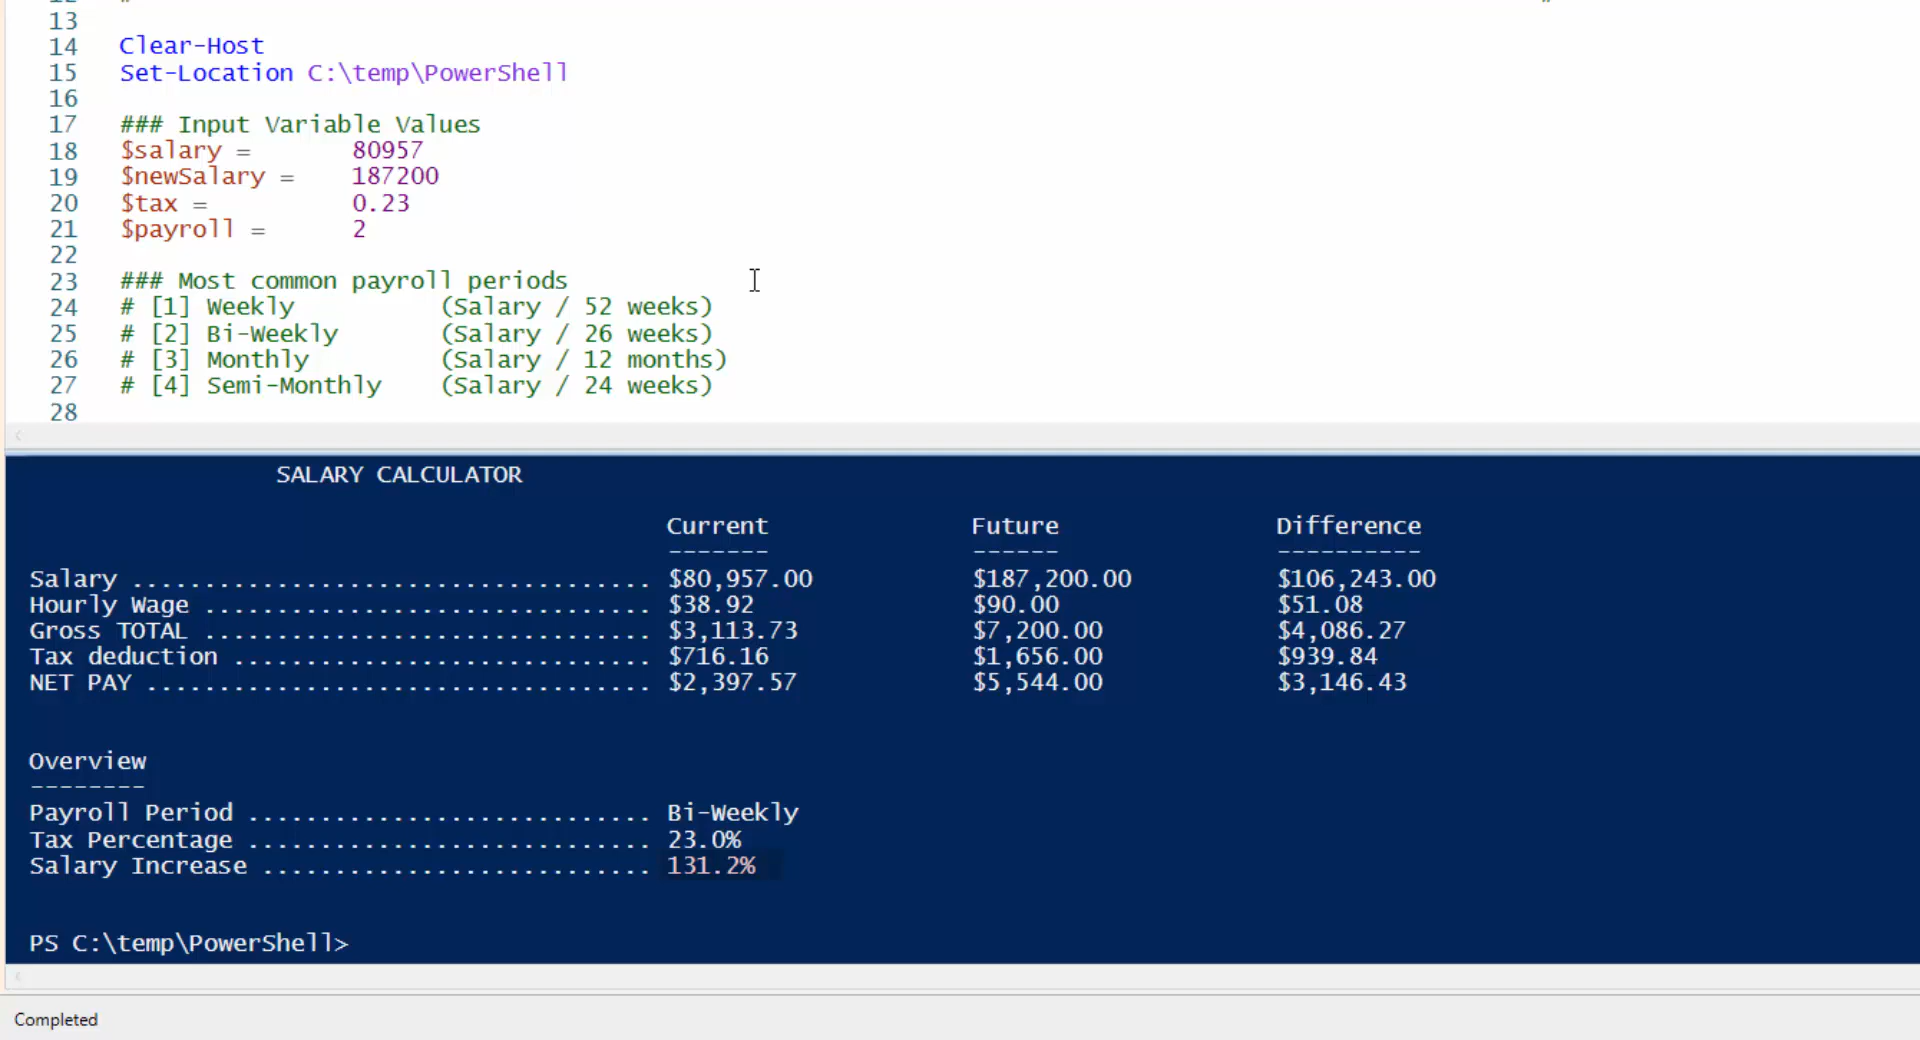 13
14 Clear-Host
15 Set-Location C:\temp\PowerShell
16
17 ### Input Variable Values
18 $salary = 80957
19 $newSalary = 187200
20 $tax = 0.23
21 $payroll = 2
22
23 ### Most common payroll periods
24 # [1] Weekly (Salary / 52 weeks)
25 # [2] Bi-Weekly (Salary / 26 weeks)
26 # [3] Monthly (Salary / 12 months)
27 # [4] Semi-Monthly (Salary / 24 weeks)
28
SALARY CALCULATOR
Current Future Difference
------- ------ ----------
Salary .................................... $80,957.00 $187,200.00 $106,243.00
Hourly Wage ............................... $38.92 $90.00 $51.08
Gross TOTAL ............................... $3,113.73 $7,200.00 $4,086.27
Tax deduction ............................. $716.16 $1,656.00 $939.84
NET PAY ................................... $2,397.57 $5,544.00 $3,146.43
Overview
--------
Payroll Period ............................ Bi-Weekly
Tax Percentage ............................ 23.0%
Salary Increase ........................... 131.2%
PS C:\temp\PowerShell>
Completed